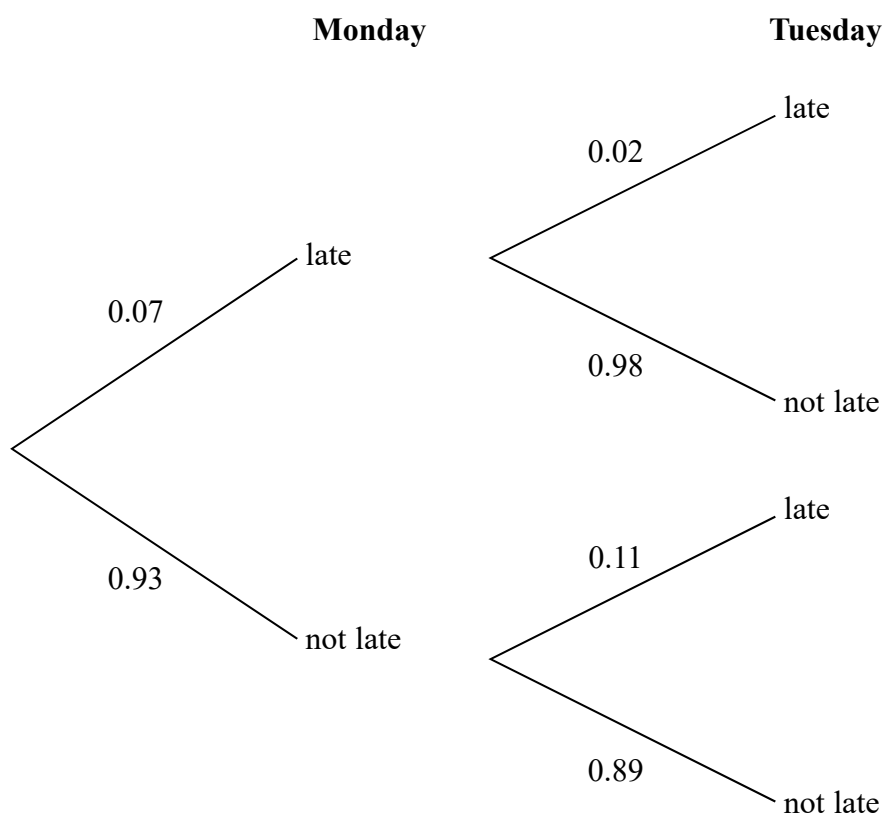 Monday Tuesday
late
0.02
late
0.07
0.98
not late
late
0.11
0.93
not late
0.89
not late